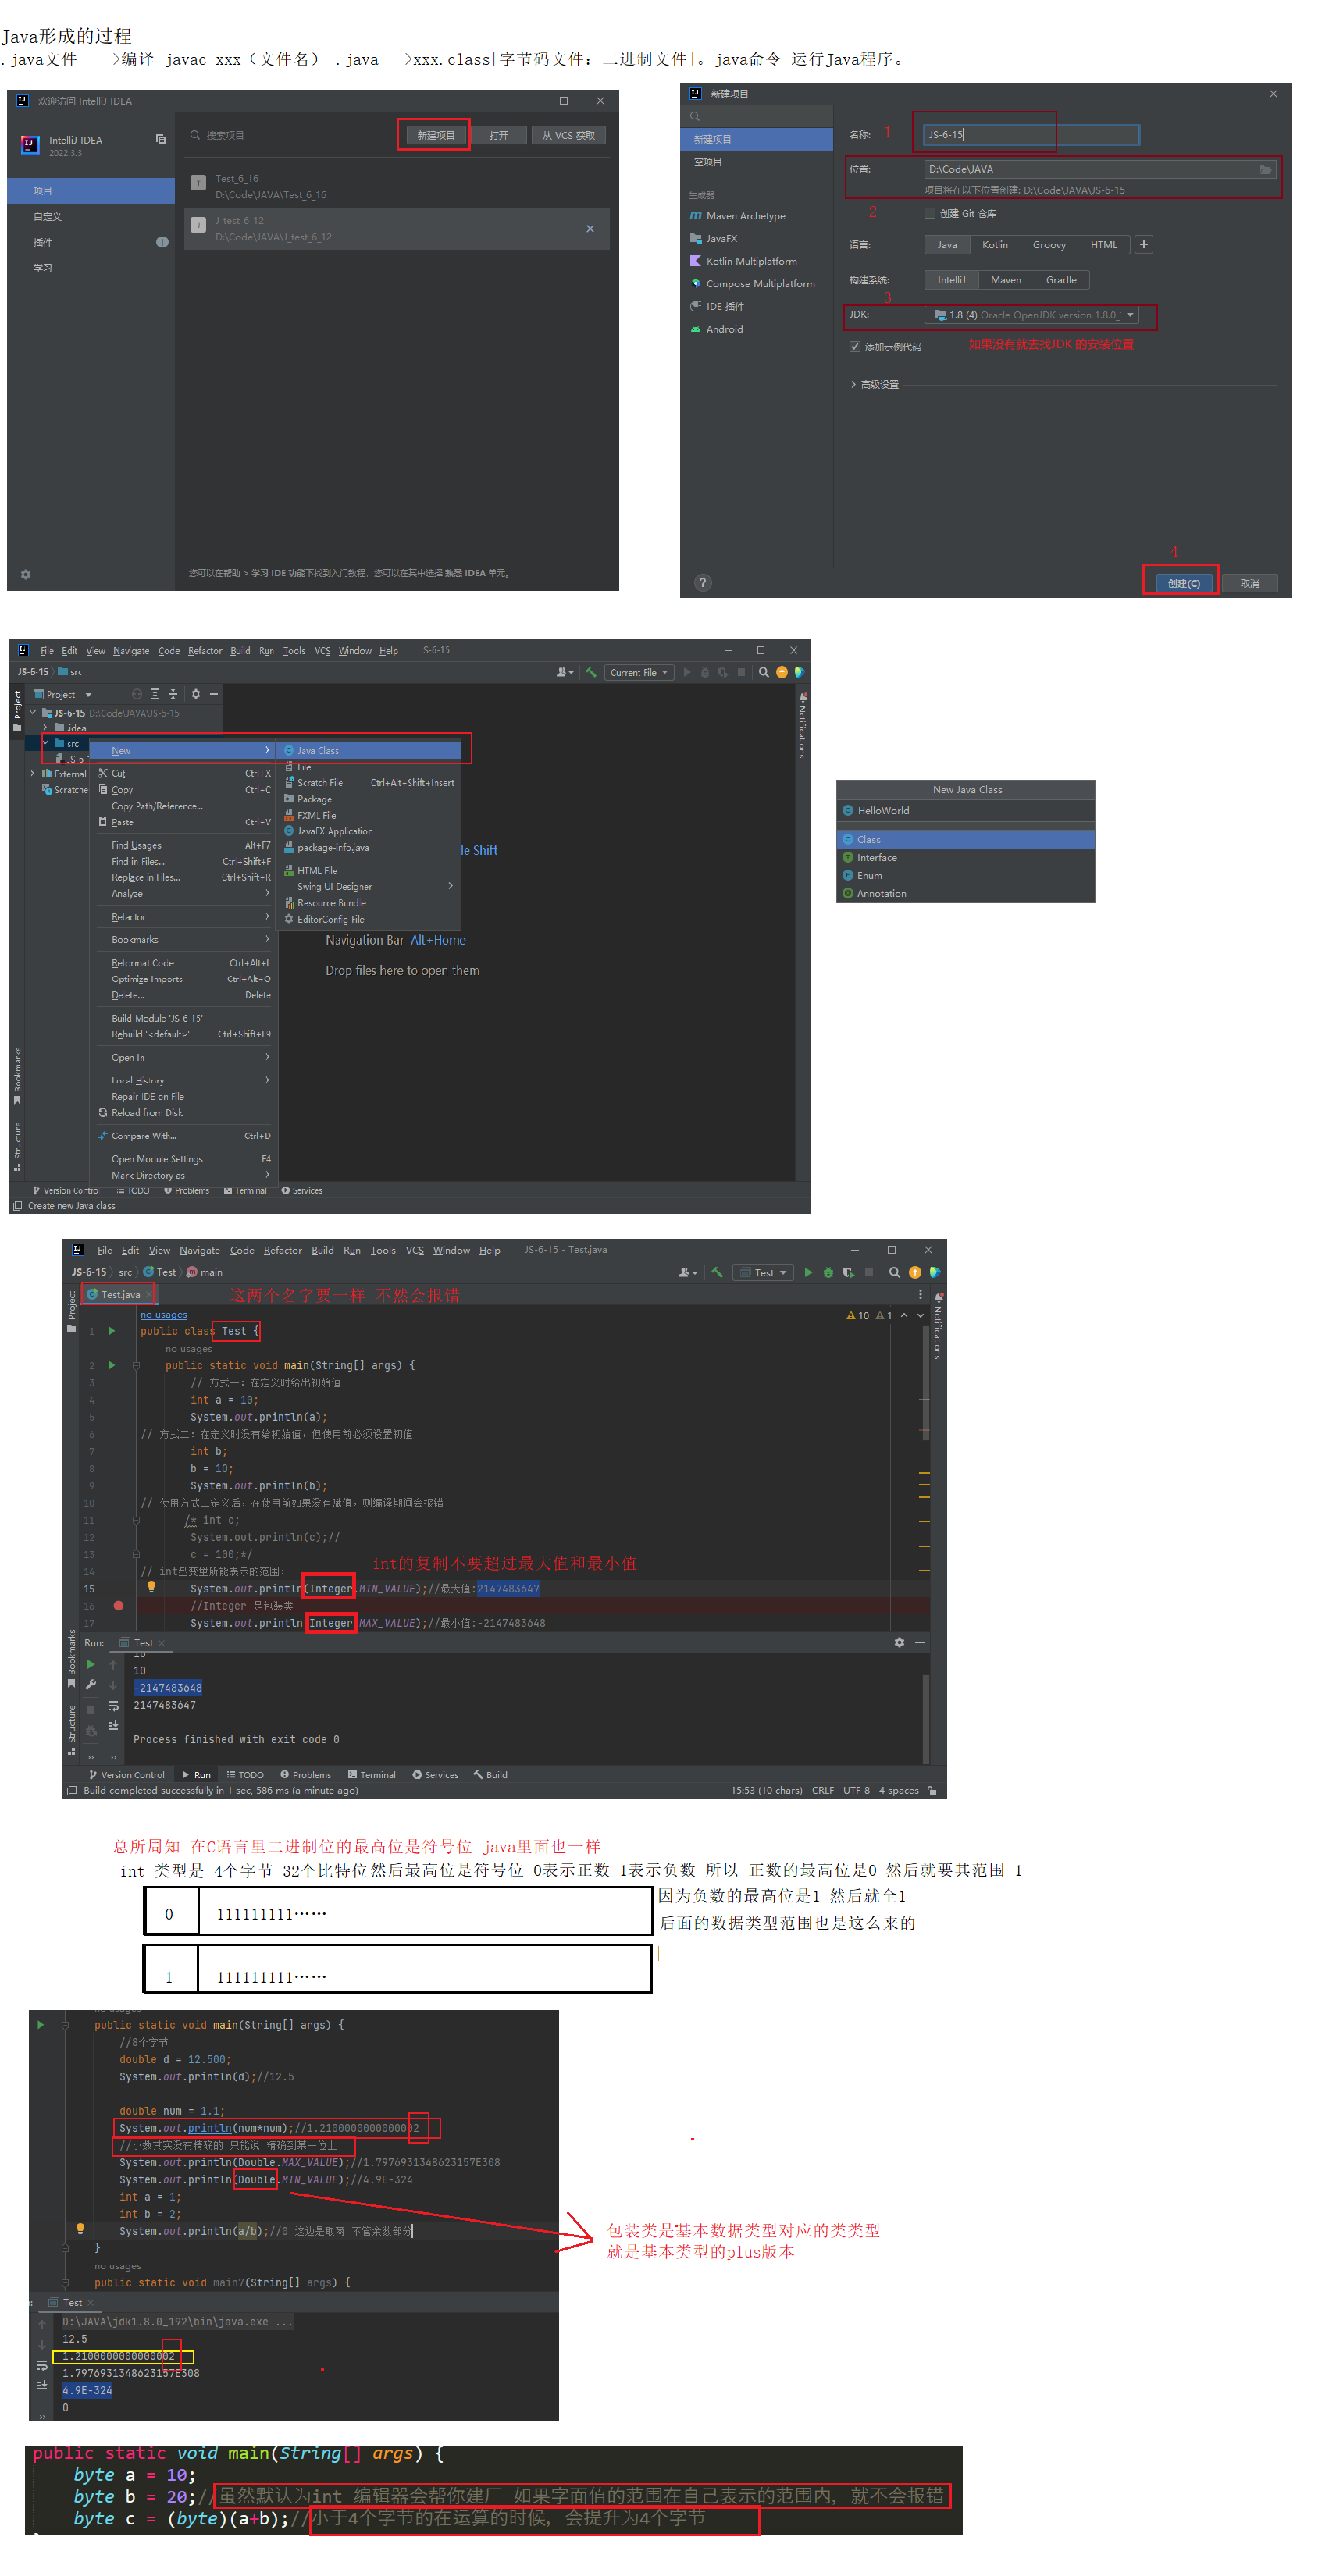 Java形成的过程
.java文件——>编译 javac xxx（文件名） .java -->xxx.class[字节码文件：二进制文件]。java命令 运行Java程序。
欢迎访问 IntelliJ IDEA
IntelliJ IDEA
2022.3.3
项目
自定义
插件
1
学习
搜索项目
新建项目
打开
从 VCS 获取
Test_6_16
D:\Code\JAVA\Test_6_16
J_test_6_12
D:\Code\JAVA\J_test_6_12
您可以在帮助 > 学习 IDE 功能下找到入门教程，您可以在其中选择 熟悉 IDEA 单元。
新建项目
新建项目
空项目
生成器
Maven Archetype
JavaFX
Kotlin Multiplatform
Compose Multiplatform
IDE 插件
Android
名称: 1 JS-6-15
位置: D:\Code\JAVA
项目将在以下位置创建: D:\Code\JAVA\JS-6-15
2
创建 Git 仓库
语言: Java Kotlin Groovy HTML +
构建系统: IntelliJ Maven Gradle
3
JDK: 1.8 (4) Oracle OpenJDK version 1.8.0_
添加示例代码 如果没有就去找JDK 的安装位置
高级设置
4
? 创建(C) 取消
File Edit View Navigate Code Refactor Build Run Tools VCS Window Help JS-6-15
JS-6-15 src Current File
Project
JS-6-15 D:\Code\JAVA\JS-6-15
.idea
src
JS-6-
External
Scratche
New
Cut Ctrl+X
Copy Ctrl+C
Copy Path/Reference...
Paste Ctrl+V
Find Usages Alt+F7
Find in Files... Ctrl+Shift+F
Replace in Files... Ctrl+Shift+R
Analyze
Refactor
Bookmarks
Reformat Code Ctrl+Alt+L
Optimize Imports Ctrl+Alt+O
Delete... Delete
Build Module 'JS-6-15'
Rebuild '<default>' Ctrl+Shift+F9
Open In
Local History
Repair IDE on File
Reload from Disk
Compare With... Ctrl+D
Open Module Settings F4
Mark Directory as
Java Class
File
Scratch File Ctrl+Alt+Shift+Insert
Package
FXML File
JavaFX Application
package-info.java
HTML File
Swing UI Designer
Resource Bundle
EditorConfig File
le Shift
Navigation Bar Alt+Home
Drop files here to open them
Project
Bookmarks
Structure
Notifications
Version Control TODO Problems Terminal Services
Create new Java class
New Java Class
HelloWorld
Class
Interface
Enum
Annotation
File Edit View Navigate Code Refactor Build Run Tools VCS Window Help JS-6-15 - Test.java
JS-6-15 src Test main Test
Test.java 这两个名字要一样 不然会报错
Project
Notifications
no usages
10 1
1 public class Test {
no usages
2 public static void main(String[] args) {
3 // 方式一：在定义时给出初始值
4 int a = 10;
5 System.out.println(a);
6 // 方式二：在定义时没有给初始值，但使用前必须设置初值
7 int b;
8 b = 10;
9 System.out.println(b);
10 // 使用方式二定义后，在使用前如果没有赋值，则编译期间会报错
11 /* int c;
12 System.out.println(c);//
13 c = 100;*/
int的复制不要超过最大值和最小值
14 // int型变量所能表示的范围：
15 System.out.println(Integer.MIN_VALUE);//最大值:2147483647
16 //Integer 是包装类
17 System.out.println(Integer.MAX_VALUE);//最小值:-2147483648
Run: Test
10
10
-2147483648
2147483647
Process finished with exit code 0
Bookmarks
Structure
Version Control Run TODO Problems Terminal Services Build
Build completed successfully in 1 sec, 586 ms (a minute ago) 15:53 (10 chars) CRLF UTF-8 4 spaces
总所周知 在C语言里二进制位的最高位是符号位 java里面也一样
int 类型是 4个字节 32个比特位然后最高位是符号位 0表示正数 1表示负数 所以 正数的最高位是0 然后就要其范围-1
因为负数的最高位是1 然后就全1
0 111111111……
后面的数据类型范围也是这么来的
1 111111111……
no usages
public static void main(String[] args) {
//8个字节
double d = 12.500;
System.out.println(d);//12.5
double num = 1.1;
System.out.println(num*num);//1.2100000000000002
//小数其实没有精确的 只能说 精确到某一位上
System.out.println(Double.MAX_VALUE);//1.7976931348623157E308
System.out.println(Double.MIN_VALUE);//4.9E-324
int a = 1;
int b = 2;
System.out.println(a/b);//0 这边是取商 不管余数部分
}
no usages
public static void main7(String[] args) {
包装类是 基本数据类型对应的类类型
就是基本类型的plus版本
Test
D:\JAVA\jdk1.8.0_192\bin\java.exe ...
12.5
1.2100000000000002
1.7976931348623157E308
4.9E-324
0
public static void main(String[] args) {
byte a = 10;
byte b = 20;//虽然默认为int 编辑器会帮你建厂 如果字面值的范围在自己表示的范围内，就不会报错
byte c = (byte)(a+b);//小于4个字节的在运算的时候，会提升为4个字节